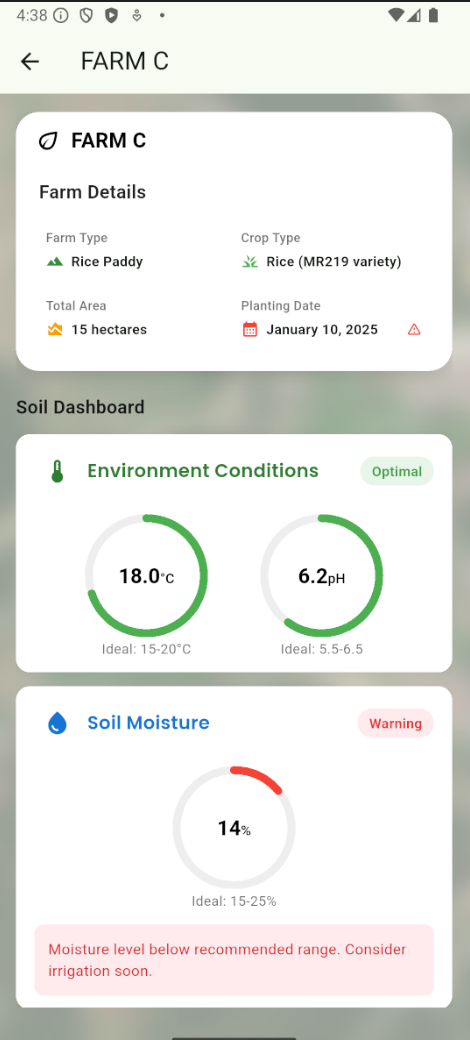 4:38
FARM C
FARM C
Farm Details
Farm Type
Crop Type
Rice Paddy
Rice (MR219 variety)
Total Area
Planting Date
15 hectares
January 10, 2025
Soil Dashboard
Environment Conditions
Optimal
18.0°C
6.2pH
Ideal: 15-20°C
Ideal: 5.5-6.5
Soil Moisture
Warning
14%
Ideal: 15-25%
Moisture level below recommended range. Consider
irrigation soon.